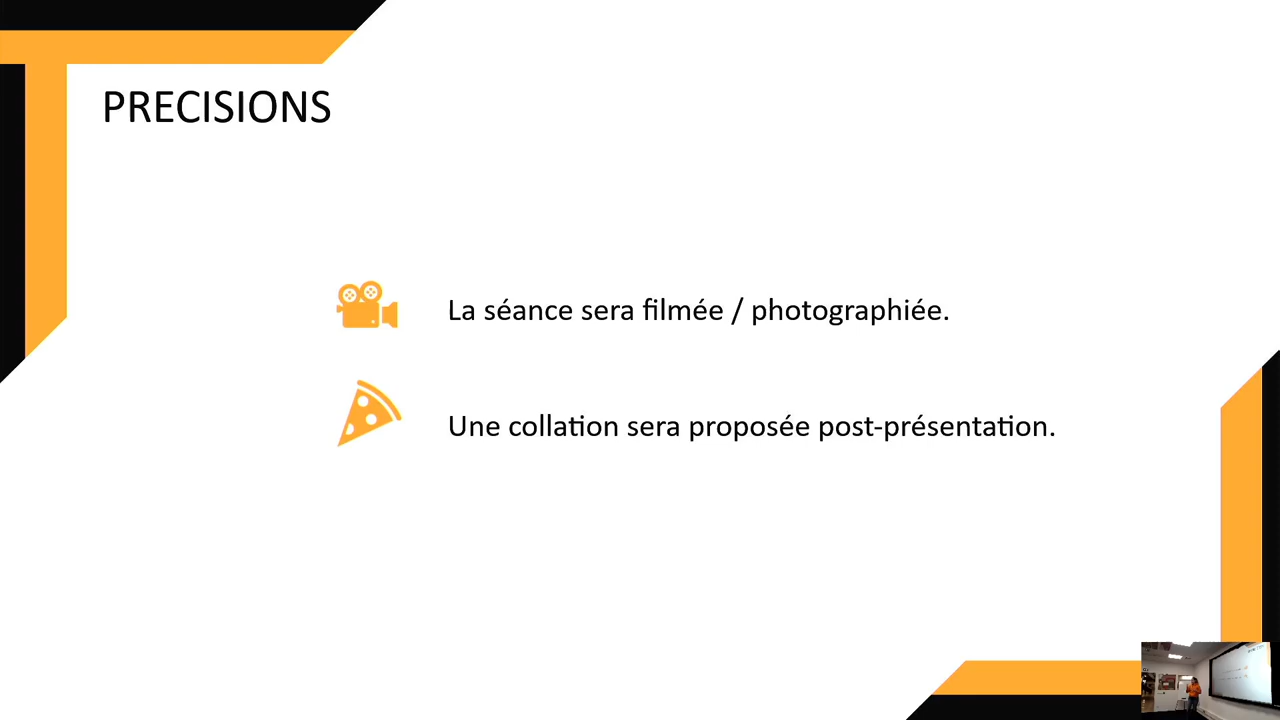 PRECISIONS
La séance sera filmée / photographiée.
Une collation sera proposée post-présentation.